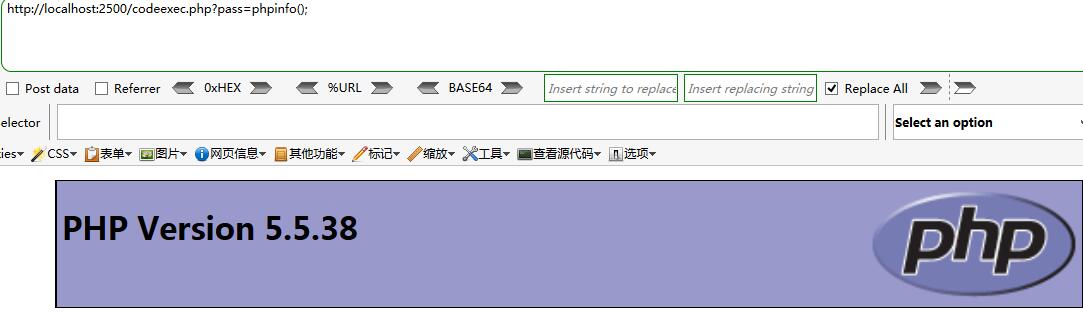 http://localhost:2500/codeexec.php?pass=phpinfo();
Post data Referrer 0xHEX %URL BASE64 Insert string to replace Insert replacing string Replace All
elector Select an option
ies CSS 表单 图片 网页信息 其他功能 标记 缩放 工具 查看源代码 选项
PHP Version 5.5.38 php